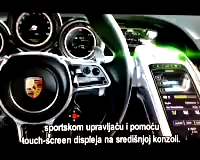 sportskom upravljaču i pomoću
touch-screen displeja na središnjoj konzoli.